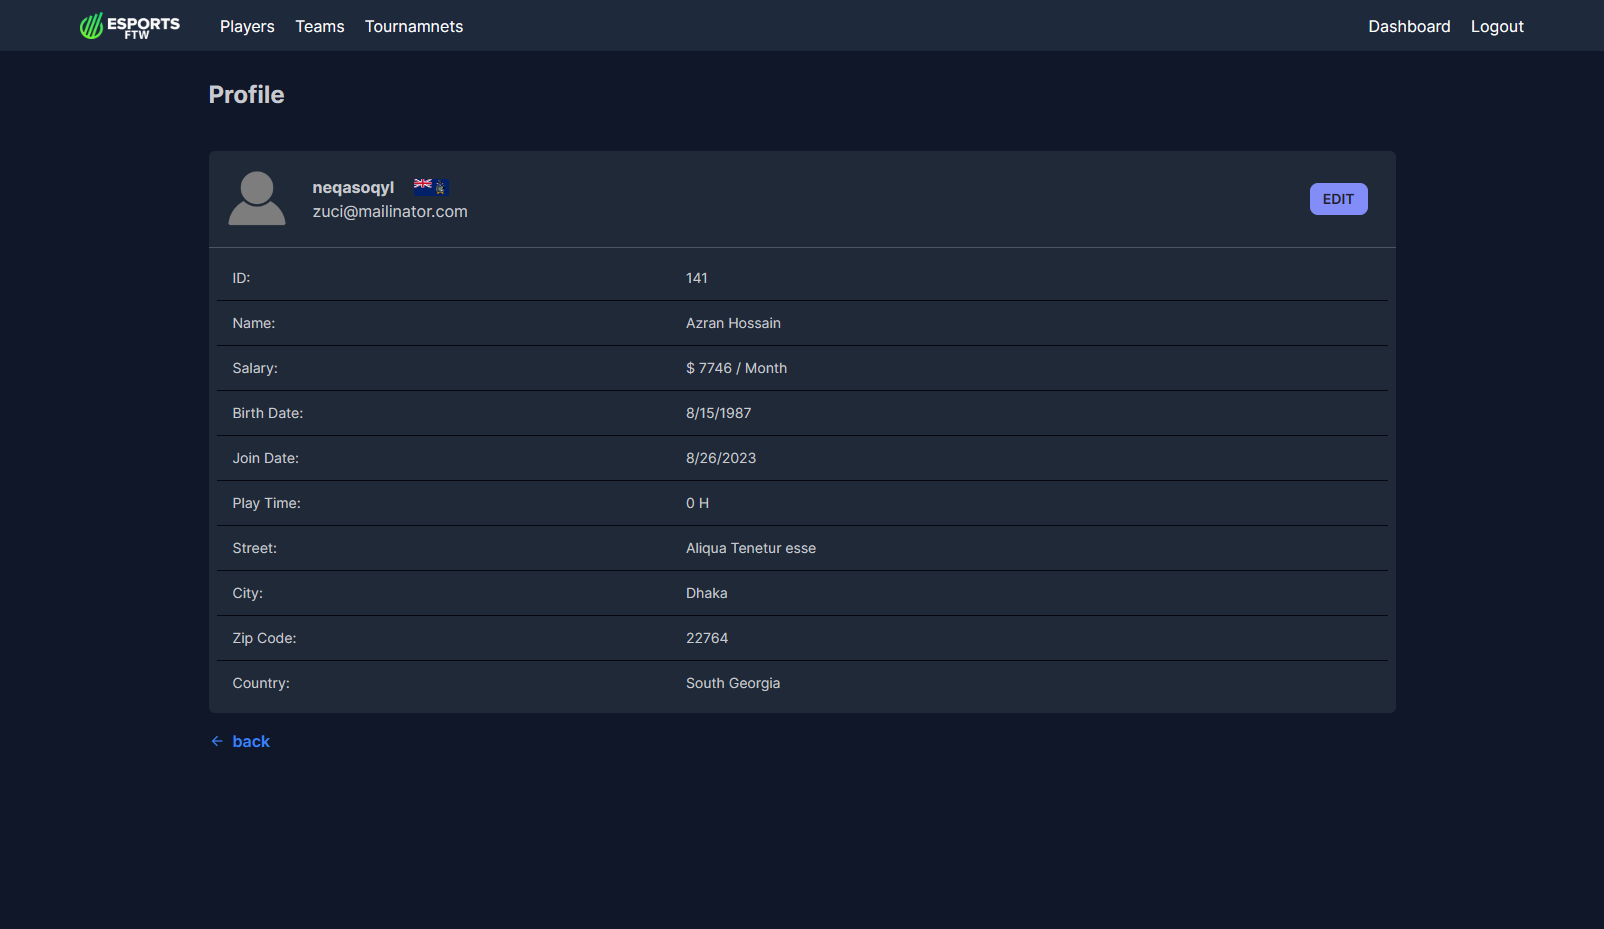 ESPORTS
FTW
Players Teams Tournamnets Dashboard Logout
Profile
neqasoqyl
zuci@mailinator.com
EDIT
ID: 141
Name: Azran Hossain
Salary: $ 7746 / Month
Birth Date: 8/15/1987
Join Date: 8/26/2023
Play Time: 0 H
Street: Aliqua Tenetur esse
City: Dhaka
Zip Code: 22764
Country: South Georgia
← back